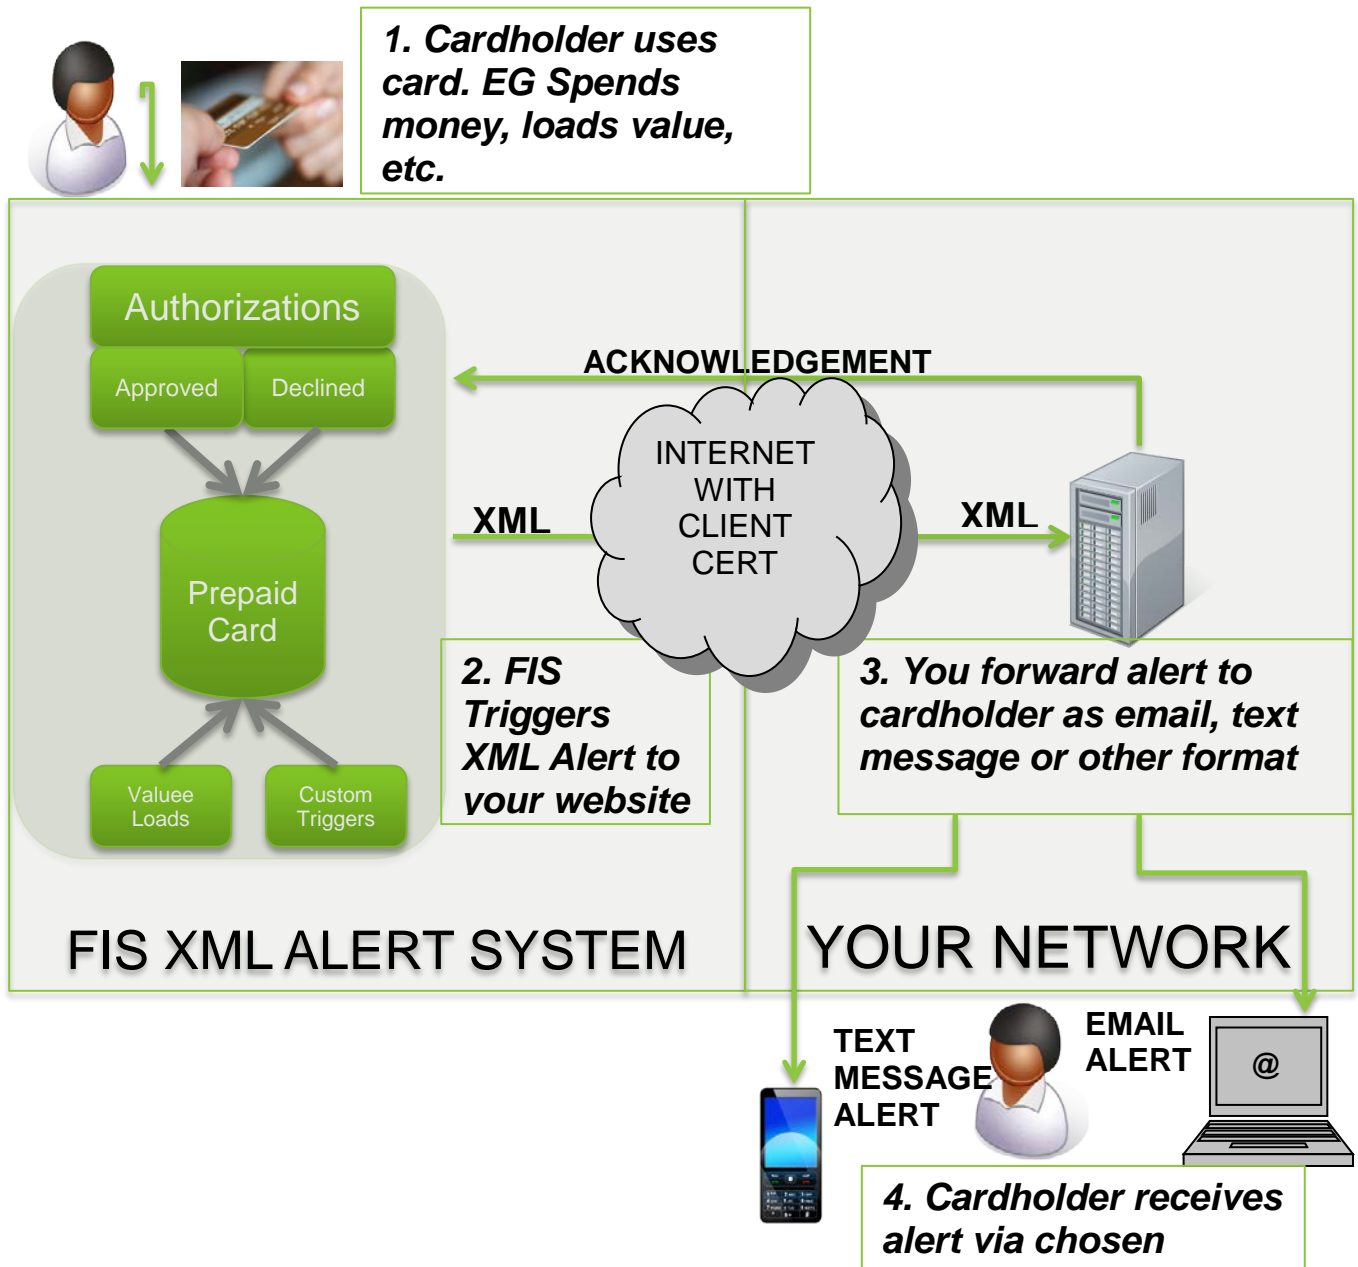 1. Cardholder uses
card. EG Spends
money, loads value,
etc.
Authorizations
Approved
Declined
ACKNOWLEDGEMENT
INTERNET
WITH
CLIENT
CERT
XML
XML
Prepaid
Card
2. FIS
Triggers
XML Alert to
your website
3. You forward alert to
cardholder as email, text
message or other format
Valuee
Loads
Custom
Triggers
FIS XML ALERT SYSTEM
YOUR NETWORK
TEXT
MESSAGE
ALERT
EMAIL
ALERT
@
4. Cardholder receives
alert via chosen